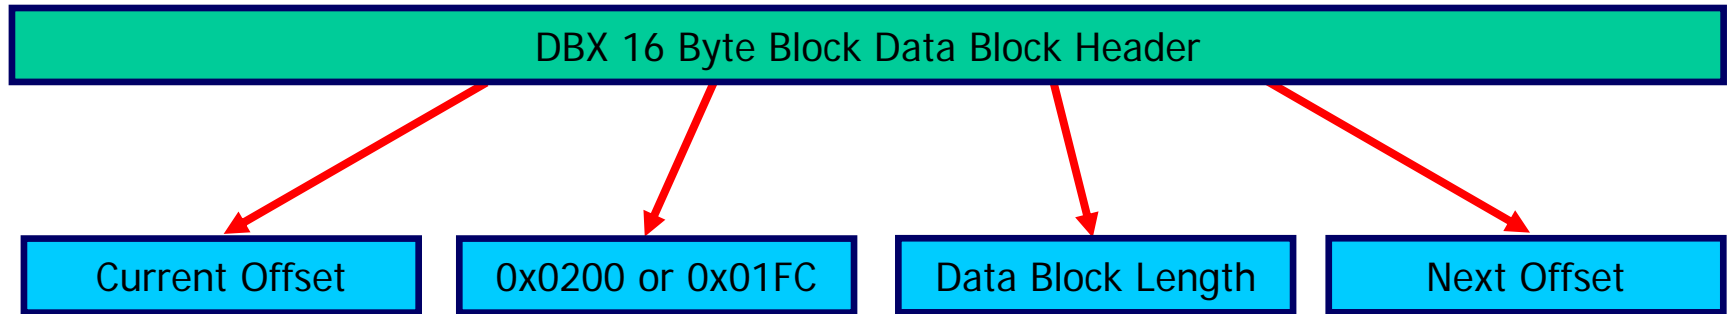 DBX 16 Byte Block Data Block Header
Current Offset
0x0200 or 0x01FC
Data Block Length
Next Offset